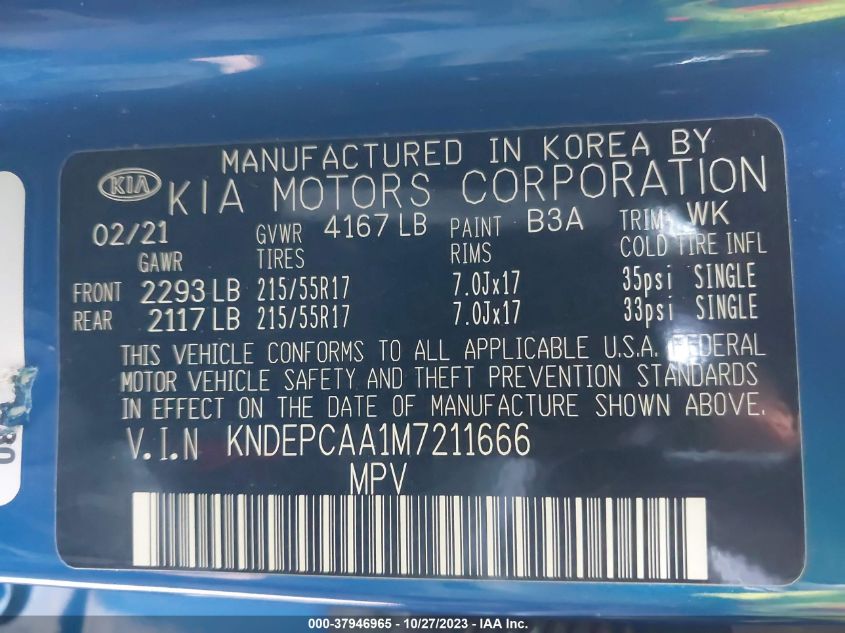 MANUFACTURED IN KOREA BY
KIA KIA MOTORS CORPORATION
02/21 GVWR 4167 LB PAINT B3A TRIM WK
GAWR TIRES RIMS COLD TIRE INFL
FRONT 2293 LB 215/55R17 7.0Jx17 35psi SINGLE
REAR 2117 LB 215/55R17 7.0Jx17 33psi SINGLE
THIS VEHICLE CONFORMS TO ALL APPLICABLE U.S.A. FEDERAL
MOTOR VEHICLE SAFETY AND THEFT PREVENTION STANDARDS
IN EFFECT ON THE DATE OF MANUFACTURE SHOWN ABOVE.
V.I.N KNDEPCAA1M7211666
MPV
000-37946965 - 10/27/2023 - IAA Inc.